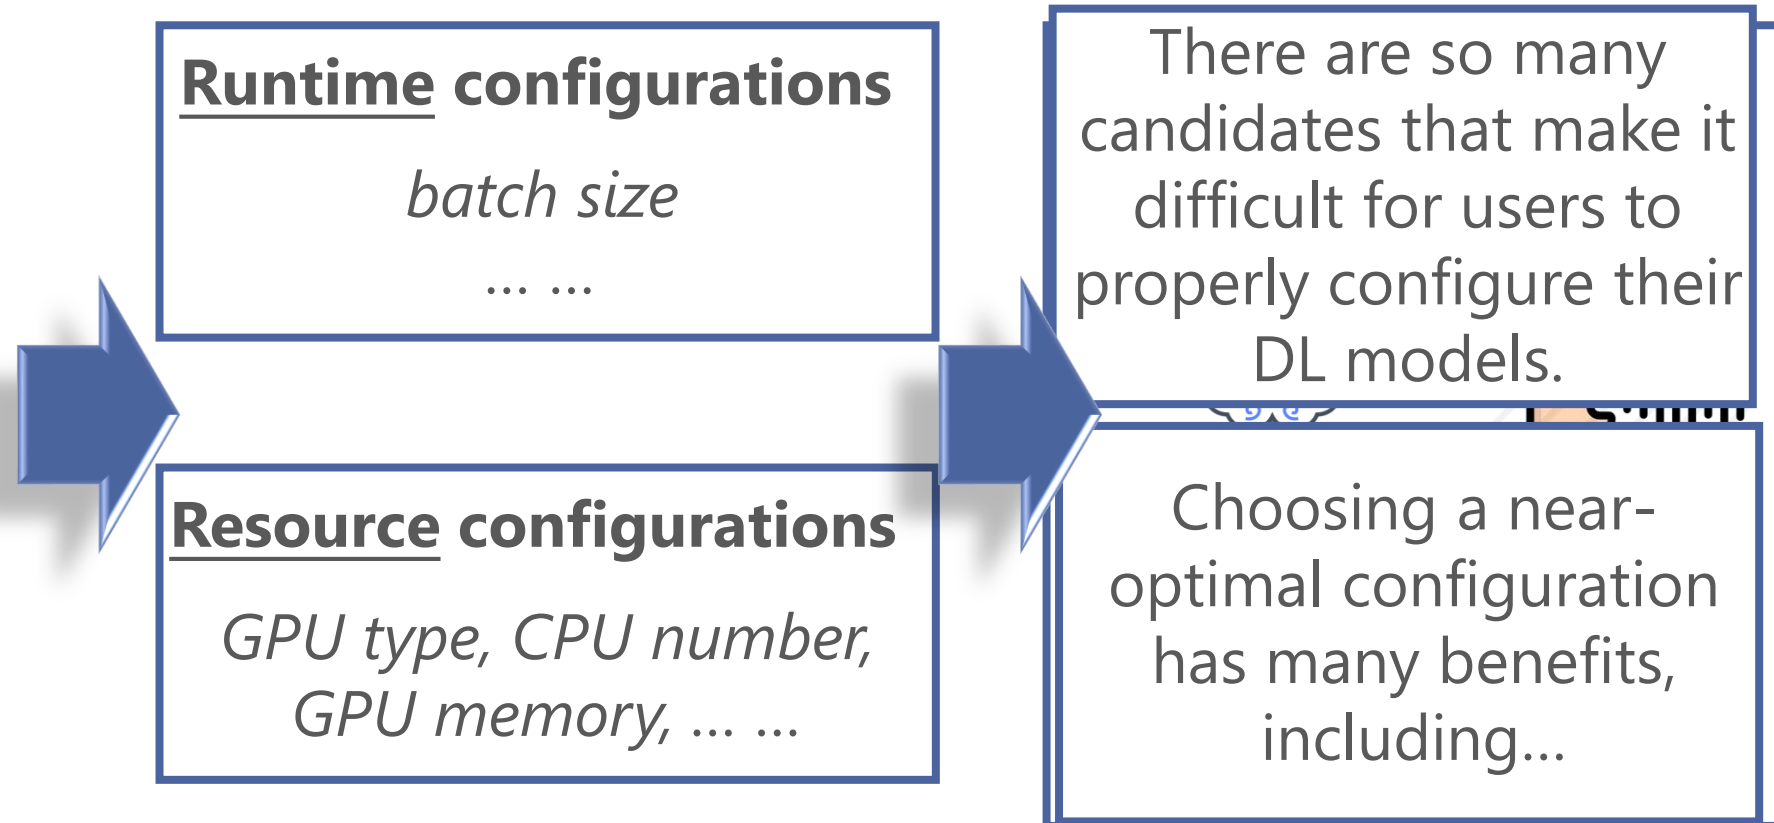 Runtime configurations
batch size
... ...
Resource configurations
GPU type, CPU number,
GPU memory, ... ...
There are so many
candidates that make it
difficult for users to
properly configure their
DL models.
Choosing a near-
optimal configuration
has many benefits,
including...